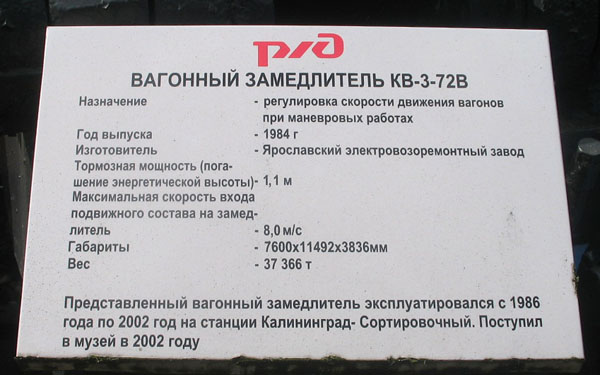 РЖД
ВАГОННЫЙ ЗАМЕДЛИТЕЛЬ КВ-3-72В
Назначение - регулировка скорости движения вагонов
при маневровых работах
Год выпуска - 1984 г
Изготовитель - Ярославский электровозоремонтный завод
Тормозная мощность (пога-
шение энергетической высоты)- 1,1 м
Максимальная скорость входа
подвижного состава на замед-
литель - 8,0 м/с
Габариты - 7600х11492х3836мм
Вес - 37 366 т
Представленный вагонный замедлитель эксплуатировался с 1986
года по 2002 год на станции Калининград- Сортировочный. Поступил
в музей в 2002 году